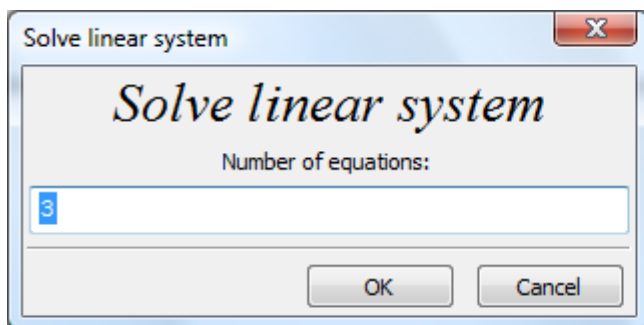 Solve linear system
Solve linear system
Number of equations:
3
OK Cancel